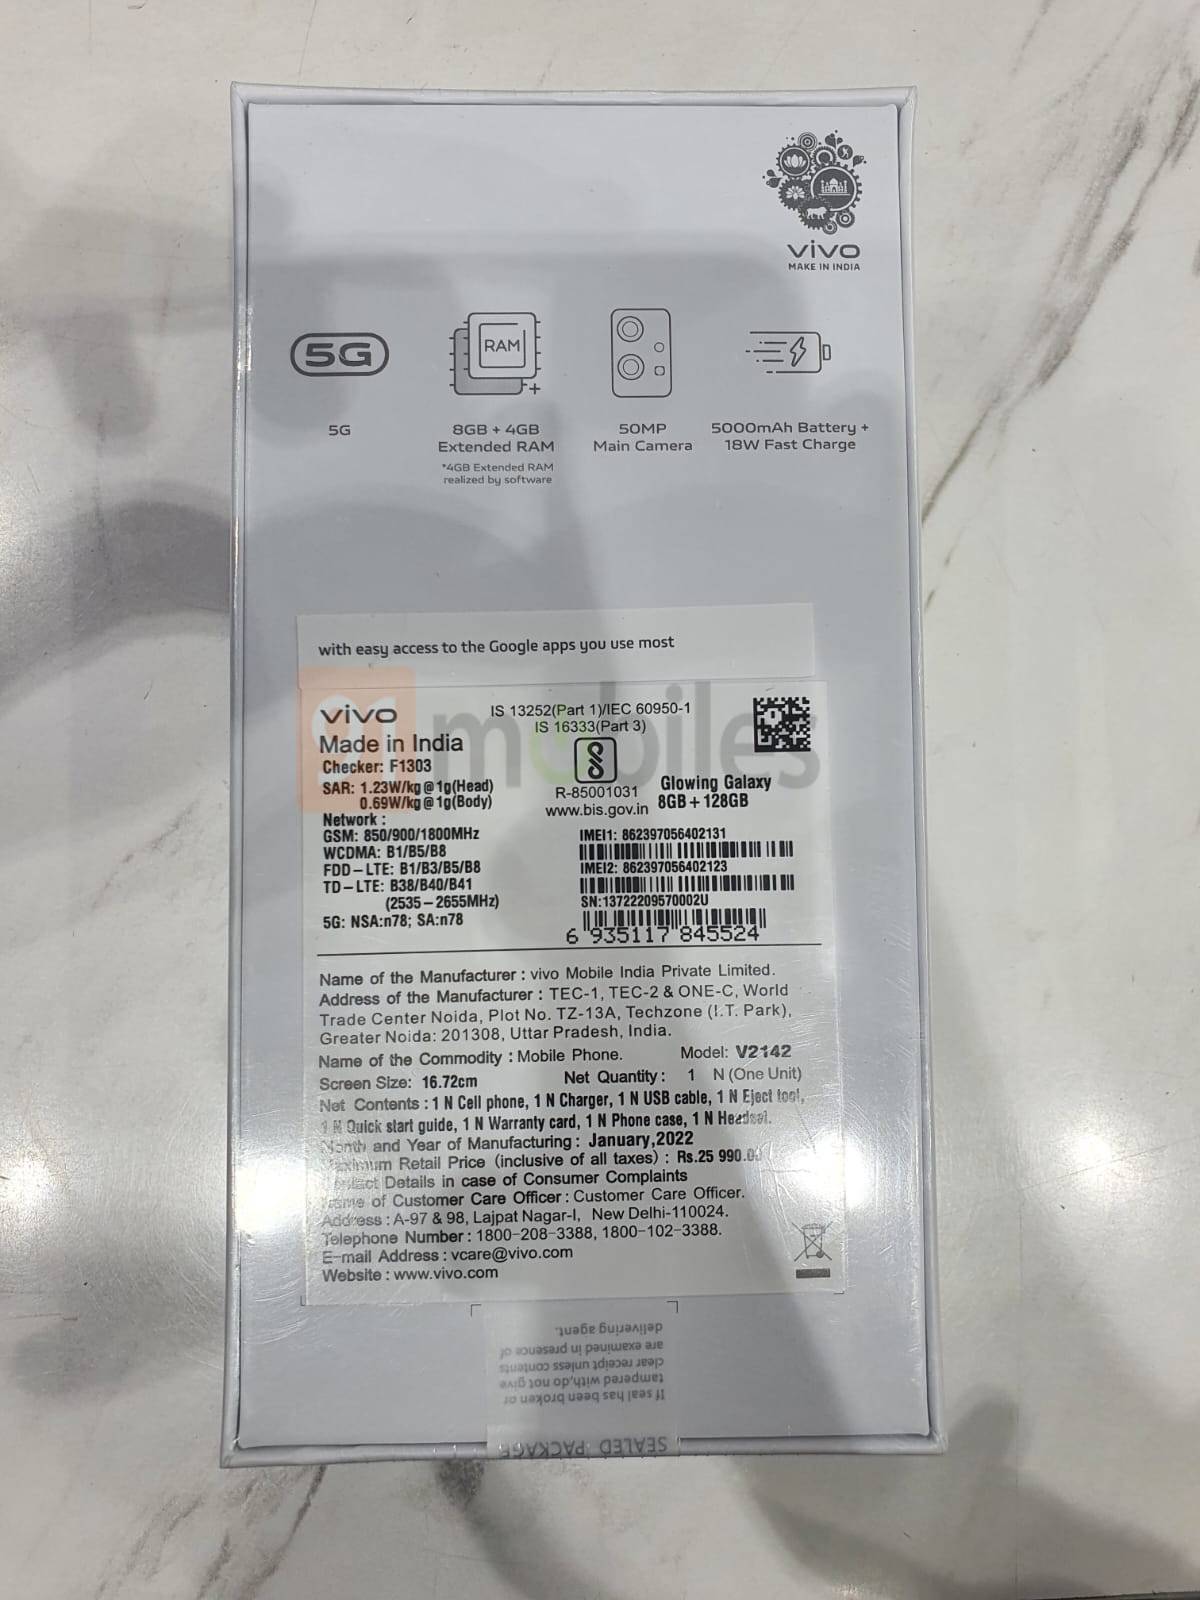 vivo
MAKE IN INDIA
5G
RAM
+
5G
8GB + 4GB
Extended RAM
*4GB Extended RAM
realized by software
50MP
Main Camera
5000mAh Battery +
18W Fast Charge
with easy access to the Google apps you use most
91mobiles
vivo
Made in India
Checker: F1303
SAR: 1.23W/kg@1g(Head)
0.69W/kg@1g(Body)
Network :
GSM: 850/900/1800MHz
WCDMA: B1/B5/B8
FDD-LTE: B1/B3/B5/B8
TD-LTE: B38/B40/B41
(2535-2655MHz)
5G: NSA:n78; SA:n78
IS 13252(Part 1)/IEC 60950-1
IS 16333(Part 3)
R-85001031
www.bis.gov.in
Glowing Galaxy
8GB+128GB
IMEI1: 862397056402131
IMEI2: 862397056402123
SN:13722209570002U
6 935117 845524
Name of the Manufacturer : vivo Mobile India Private Limited.
Address of the Manufacturer : TEC-1, TEC-2 & ONE-C, World
Trade Center Noida, Plot No. TZ-13A, Techzone (I.T. Park),
Greater Noida: 201308, Uttar Pradesh, India.
Name of the Commodity : Mobile Phone. Model: V2142
Screen Size: 16.72cm Net Quantity : 1 N (One Unit)
Net Contents : 1 N Cell phone, 1 N Charger, 1 N USB cable, 1 N Eject tool,
1 N Quick start guide, 1 N Warranty card, 1 N Phone case, 1 N Headset.
Month and Year of Manufacturing : January,2022
Maximum Retail Price (inclusive of all taxes) : Rs.25 990.00
Contact Details in case of Consumer Complaints
Name of Customer Care Officer : Customer Care Officer.
Address : A-97 & 98, Lajpat Nagar-I, New Delhi-110024.
Telephone Number : 1800-208-3388, 1800-102-3388.
E-mail Address : vcare@vivo.com
Website : www.vivo.com
SEALED PACKAGE
If seal has been broken or
tampered with,do not give
clear receipt unless contents
are examined in presence of
delivering agent.